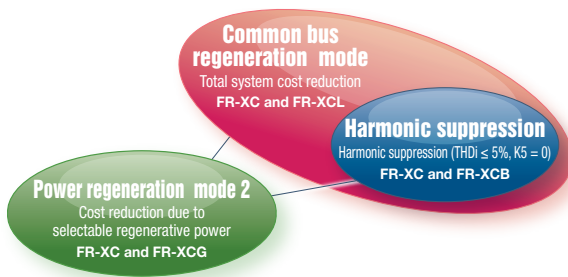 Common bus
regeneration mode
Total system cost reduction
FR-XC and FR-XCL
Harmonic suppression
Harmonic suppression (THDi ≤ 5%, K5 = 0)
FR-XC and FR-XCB
Power regeneration mode 2
Cost reduction due to
selectable regenerative power
FR-XC and FR-XCG